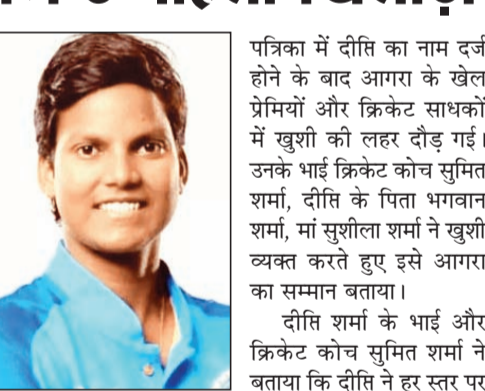 पत्रिका में दीप्ति का नाम दर्ज
होने के बाद आगरा के खेल
प्रेमियों और क्रिकेट साधकों
में खुशी की लहर दौड़ गई।
उनके भाई क्रिकेट कोच सुमित
शर्मा, दीप्ति के पिता भगवान
शर्मा, मां सुशीला शर्मा ने खुशी
व्यक्त करते हुए इसे आगरा
का सम्मान बताया।
दीप्ति शर्मा के भाई और
क्रिकेट कोच सुमित शर्मा ने
बताया कि दीप्ति ने हर स्तर पर